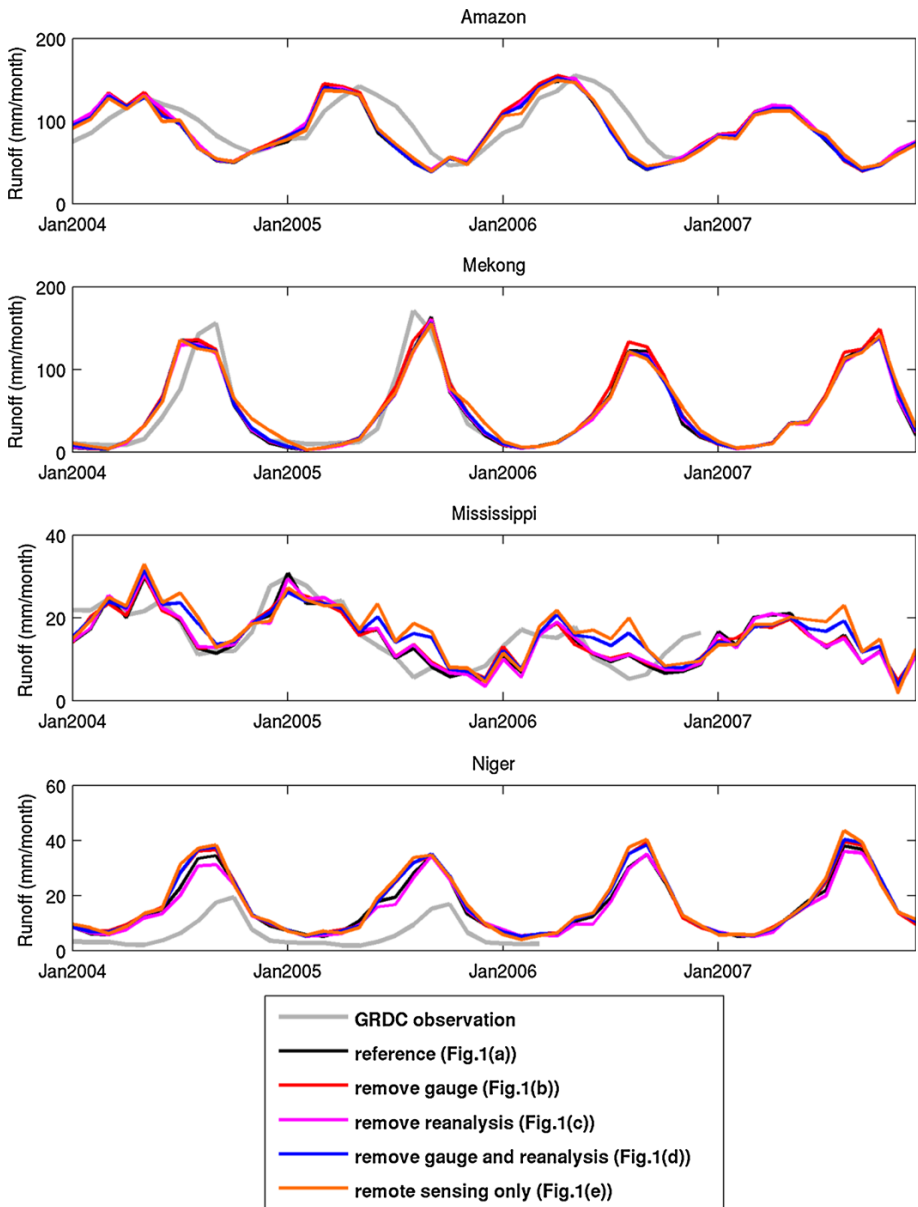 Amazon
Runoff (mm/month)
200
100
0
Jan2004 Jan2005 Jan2006 Jan2007
Mekong
Runoff (mm/month)
200
100
0
Jan2004 Jan2005 Jan2006 Jan2007
Mississippi
Runoff (mm/month)
40
20
0
Jan2004 Jan2005 Jan2006 Jan2007
Niger
Runoff (mm/month)
60
40
20
0
Jan2004 Jan2005 Jan2006 Jan2007
GRDC observation
reference (Fig.1(a))
remove gauge (Fig.1(b))
remove reanalysis (Fig.1(c))
remove gauge and reanalysis (Fig.1(d))
remote sensing only (Fig.1(e))